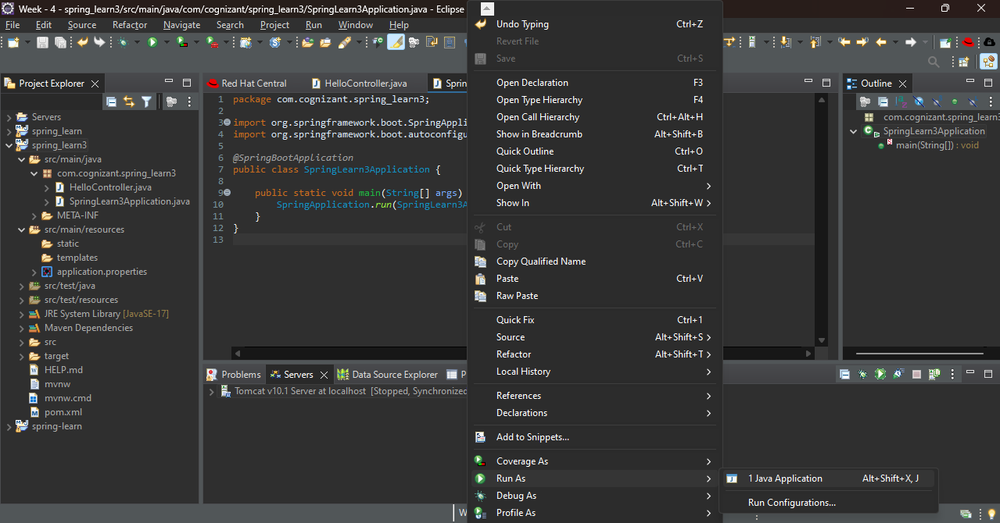 Week - 4 - spring_learn3/src/main/java/com/cognizant/spring_learn3/SpringLearn3Application.java - Eclipse
File Edit Source Refactor Navigate Search Project Run Window Help
Project Explorer
Servers
spring_learn
spring_learn3
src/main/java
com.cognizant.spring_learn3
HelloController.java
SpringLearn3Application.java
META-INF
src/main/resources
static
templates
application.properties
src/test/java
src/test/resources
JRE System Library [JavaSE-17]
Maven Dependencies
src
target
HELP.md
mvnw
mvnw.cmd
pom.xml
spring-learn
Red Hat Central HelloController.java Sprin
1 package com.cognizant.spring_learn3;
2
3 import org.springframework.boot.SpringAppli
4 import org.springframework.boot.autoconfigu
5
6 @SpringBootApplication
7 public class SpringLearn3Application {
8
9 public static void main(String[] args)
10 SpringApplication.run(SpringLearn3A
11 }
12 }
13
Problems Servers Data Source Explorer P
Tomcat v10.1 Server at localhost [Stopped, Synchronized
W
Undo Typing Ctrl+Z
Revert File
Save Ctrl+S
Open Declaration F3
Open Type Hierarchy F4
Open Call Hierarchy Ctrl+Alt+H
Show in Breadcrumb Alt+Shift+B
Quick Outline Ctrl+O
Quick Type Hierarchy Ctrl+T
Open With
Show In Alt+Shift+W
Cut Ctrl+X
Copy Ctrl+C
Copy Qualified Name
Paste Ctrl+V
Raw Paste
Quick Fix Ctrl+1
Source Alt+Shift+S
Refactor Alt+Shift+T
Local History
References
Declarations
Add to Snippets...
Coverage As
Run As
Debug As
Profile As
1 Java Application Alt+Shift+X, J
Run Configurations...
Outline
com.cognizant.spring_learn3
SpringLearn3Application
main(String[]) : void